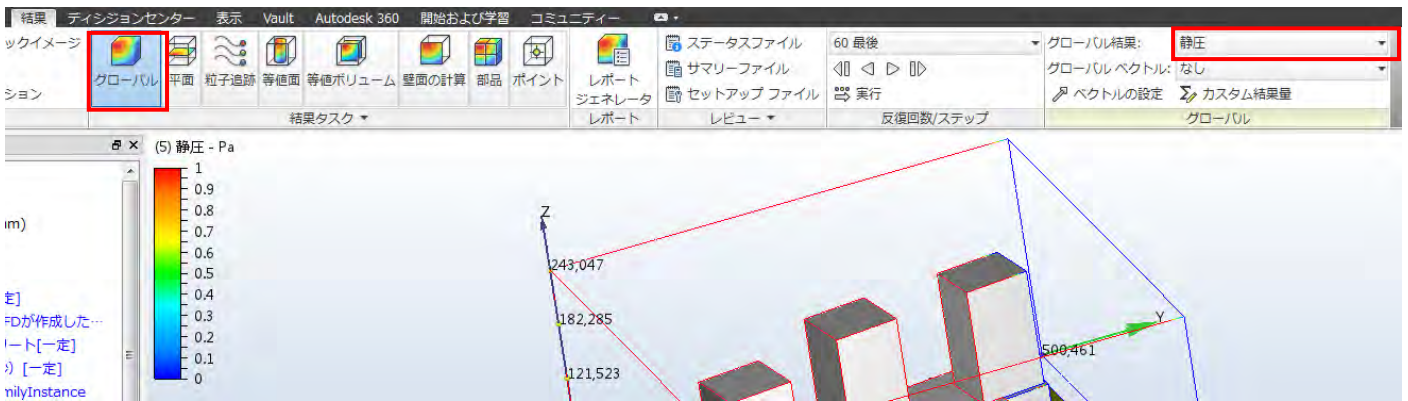 結果 ディシジョンセンター 表示 Vault Autodesk 360 開始および学習 コミュニティー
ックイメージ
ション
グローバル 平面 粒子追跡 等値面 等値ボリューム 壁面の計算 部品 ポイント
結果タスク
レポート
ジェネレータ
レポート
ステータスファイル
サマリーファイル
セットアップ ファイル
レビュー
60 最後
実行
反復回数/ステップ
グローバル結果: 静圧
グローバル ベクトル: なし
ベクトルの設定 カスタム結果量
グローバル
(5) 静圧 - Pa
1
0.9
0.8
0.7
0.6
0.5
0.4
0.3
0.2
0.1
0
mm)
定]
FDが作成した…
リート[一定]
[一定]
milyInstance
Z
243,047
182,285
121,523
Y
500,461